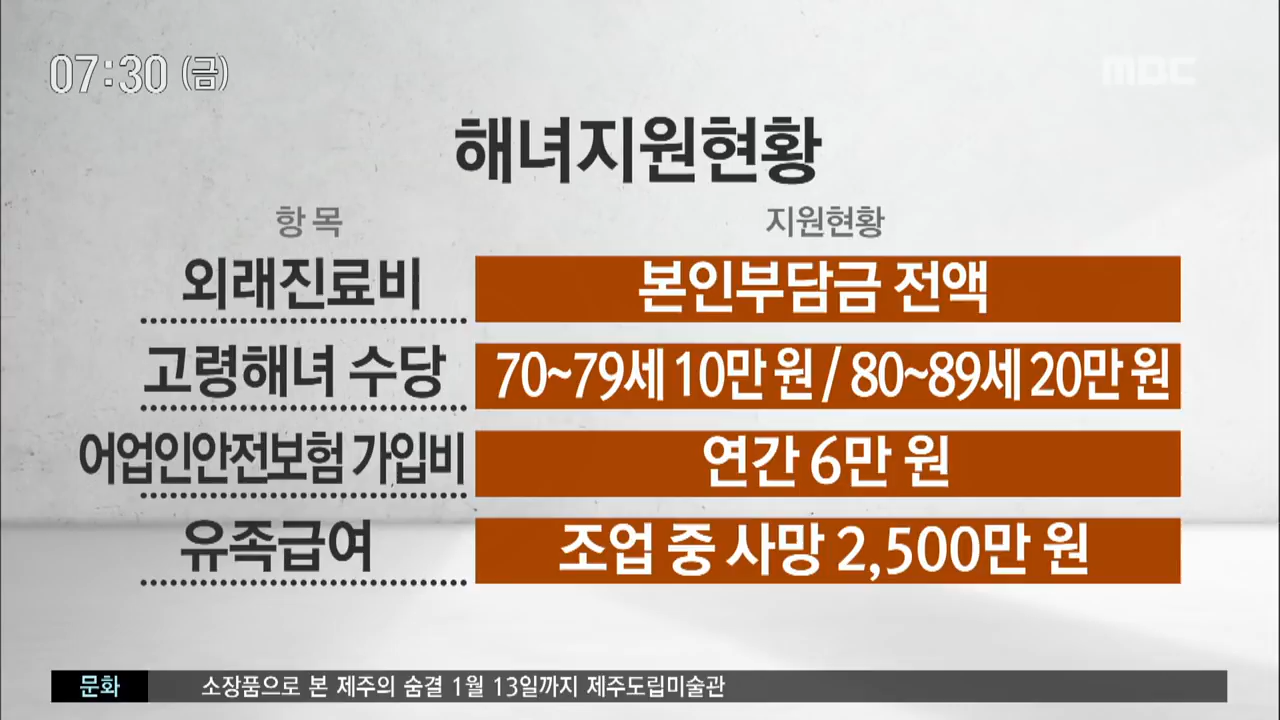 07:30 (금)
MBC
해녀지원현황
항 목 지원현황
외래진료비 본인부담금 전액
고령해녀 수당 70~79세 10만 원 / 80~89세 20만 원
어업인안전보험 가입비 연간 6만 원
유족급여 조업 중 사망 2,500만 원
문화 소장품으로 본 제주의 숨결 1월 13일까지 제주도립미술관